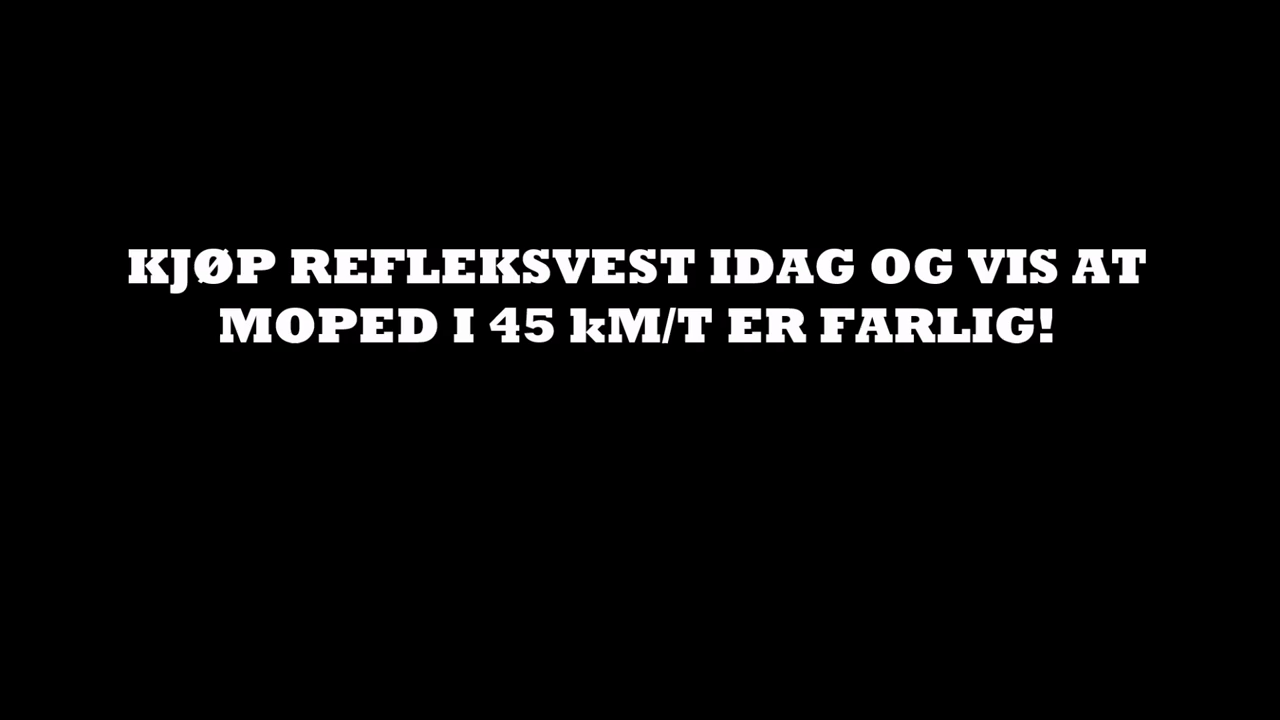 KJØP REFLEKSVEST IDAG OG VIS AT
MOPED I 45 kM/T ER FARLIG!